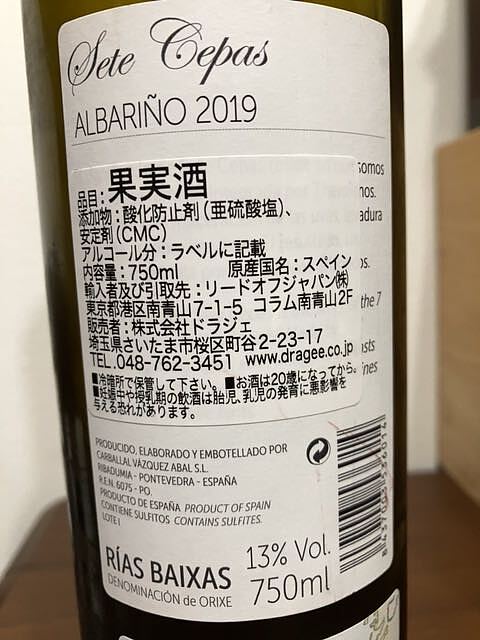 Sete Cepas
ALBARIÑO 2019
somos
品目:果実酒
nos.
添加物:酸化防止剤(亜硫酸塩)、
adura
安定剤(CMC)
アルコール分:ラベルに記載
os.
内容量:750ml 原産国名:スペイン
輸入者及び引取先:リードオフジャパン㈱
the 7
東京都港区南青山7-1-5 コラム南青山2F
販売者:株式会社ドラジェ
埼玉県さいたま市桜区町谷2-23-17
TEL.048-762-3451 www.dragee.co.jp
■冷暗所で保管して下さい。■お酒は20歳になってから。
■妊娠中や授乳期の飲酒は胎児、乳児の発育に悪影響を
与える恐れがあります。
PRODUCIDO, ELABORADO Y EMBOTELLADO POR
CARBALLAL VÁZQUEZ ABAL S.L.
RIBADUMIA - PONTEVEDRA - ESPAÑA
R.E.N. 6075 - PO.
PRODUCTO DE ESPAÑA PRODUCT OF SPAIN
CONTIENE SULFITOS CONTAINS SULFITES.
LOTE I
RÍAS BAIXAS
DENOMINACIÓN de ORIXE
13% Vol.
750ml